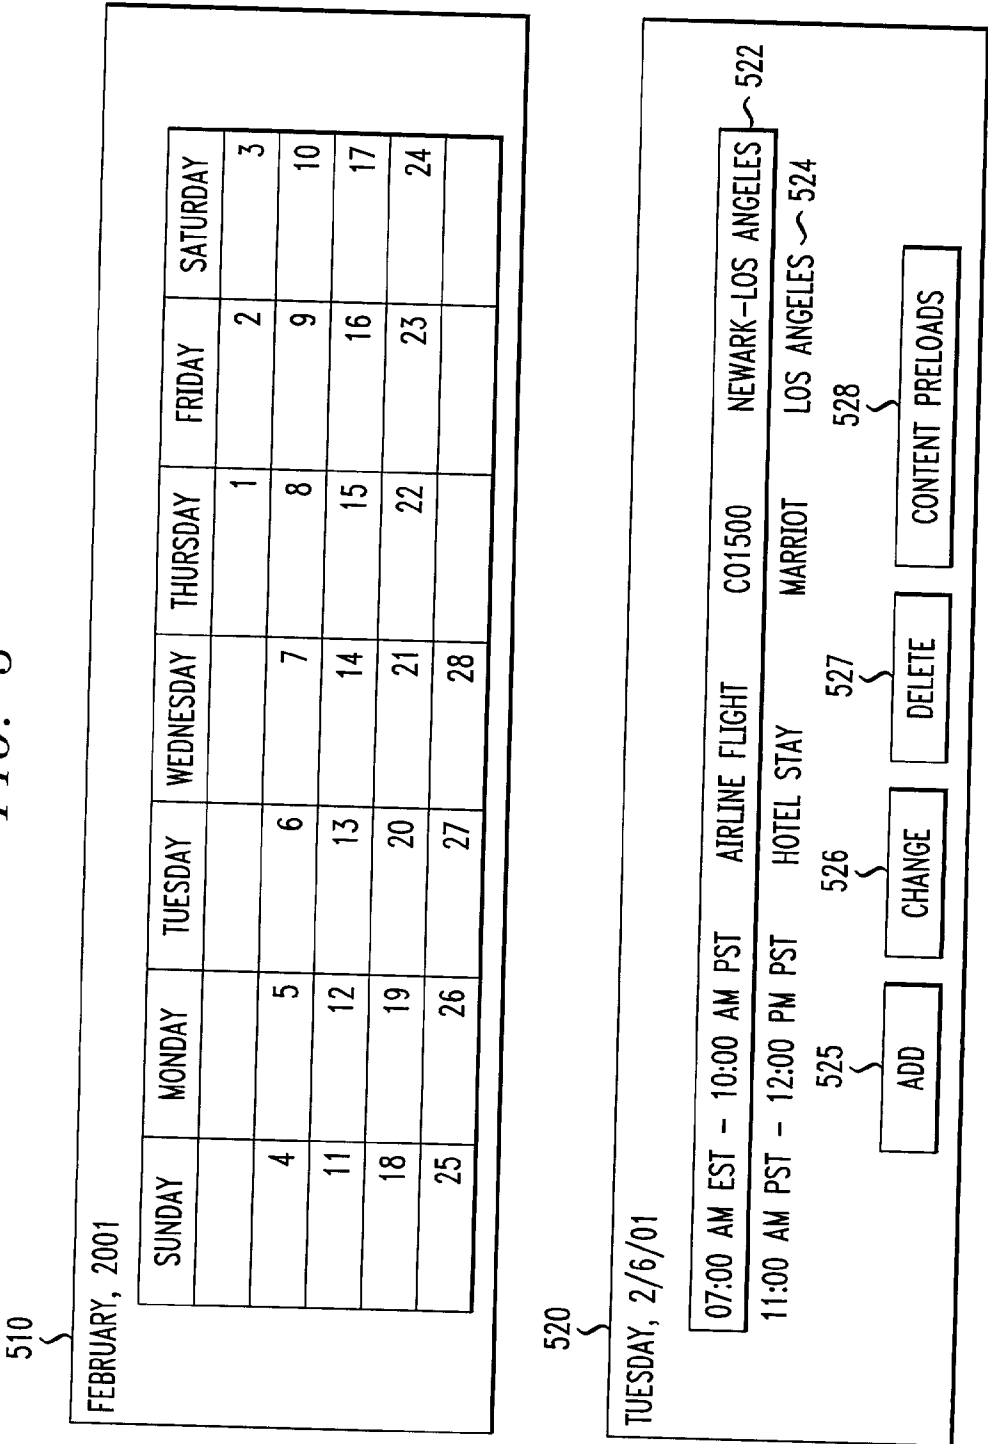 510
FEBRUARY, 2001
SUNDAY MONDAY TUESDAY WEDNESDAY THURSDAY FRIDAY SATURDAY
1 2 3
4 5 6 7 8 9 10
11 12 13 14 15 16 17
18 19 20 21 22 23 24
25 26 27 28
520
TUESDAY, 2/6/01
07:00 AM EST - 10:00 AM PST AIRLINE FLIGHT CO1500 NEWARK-LOS ANGELES 522
11:00 AM PST - 12:00 PM PST HOTEL STAY MARRIOT LOS ANGELES 524
525 526 527 528
ADD CHANGE DELETE CONTENT PRELOADS